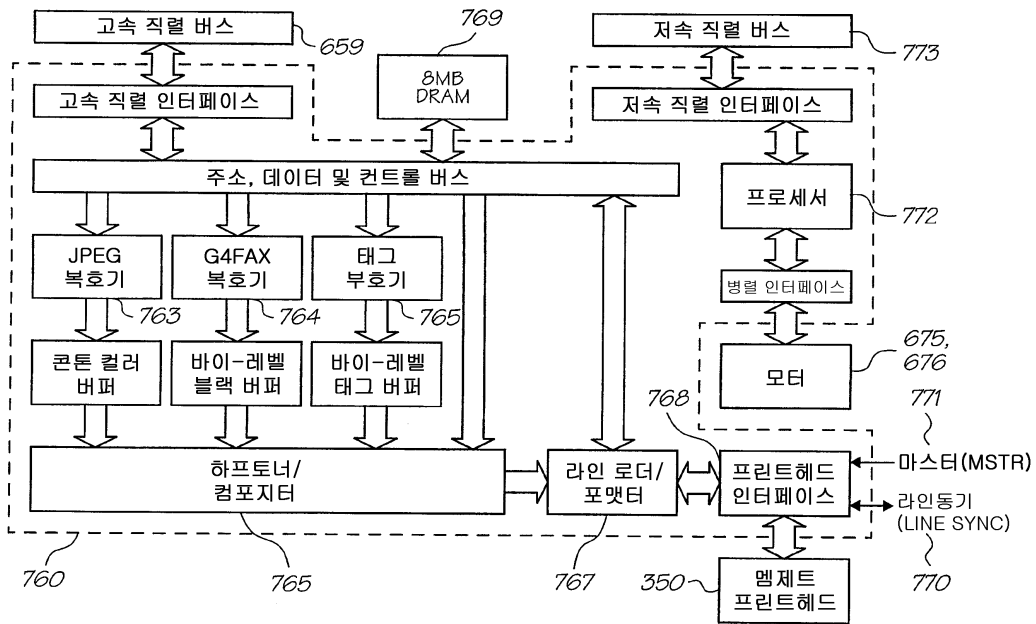 고속 직렬 버스
659
769
저속 직렬 버스
773
8MB
DRAM
고속 직렬 인터페이스
저속 직렬 인터페이스
주소, 데이터 및 컨트롤 버스
프로세서
772
JPEG
복호기
763
G4FAX
복호기
764
태그
부호기
765
병렬 인터페이스
콘톤 컬러
버퍼
바이-레벨
블랙 버퍼
바이-레벨
태그 버퍼
모터
675,
676
768
771
하프토너/
컴포지터
라인 로더/
포맷터
프린트헤드
인터페이스
마스터(MSTR)
라인동기
(LINE SYNC)
760
765
767
350
멤제트
프린트헤드
770